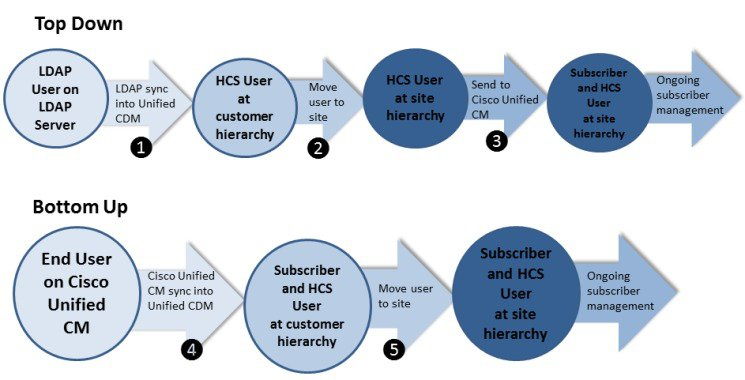 Top Down
LDAP
User on
LDAP
Server
LDAP sync
into Unified
CDM
1
HCS User
at
customer
hierarchy
Move
user to
site
2
HCS User
at site
hierarchy
Send to
Cisco Unified
CM
3
Subscriber
and HCS
User
at site
hierarchy
Ongoing
subscriber
management
Bottom Up
End User
on Cisco
Unified
CM
Cisco Unified
CM sync into
Unified CDM
4
Subscriber
and HCS
User
at customer
hierarchy
Move user
to site
5
Subscriber
and HCS
User
at site
hierarchy
Ongoing
subscriber
management